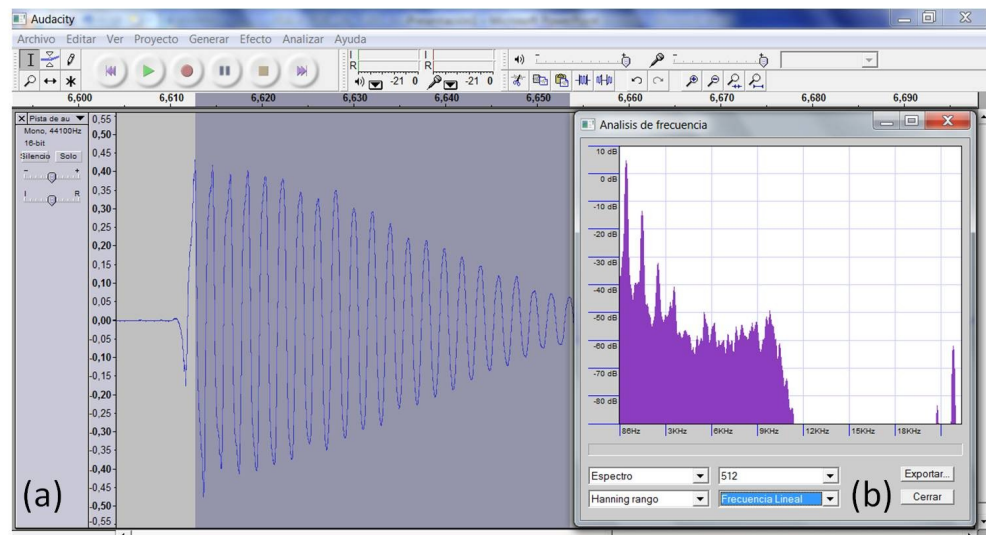 Audacity
Archivo Editar Ver Proyecto Generar Efecto Analizar Ayuda
I
R
I
R
-21 0
-21 0
6,600 6,610 6,620 6,630 6,640 6,650 6,660 6,670 6,680 6,690
Pista de au
Mono, 44100Hz
16-bit
Silencio Solo
- +
I R
0,55
0,50
0,45
0,40
0,35
0,30
0,25
0,20
0,15
0,10
0,05
0,00
-0,05
-0,10
-0,15
-0,20
-0,25
-0,30
-0,35
-0,40
-0,45
-0,50
-0.55
(a)
Analisis de frecuencia
10 dB
0 dB
-10 dB
-20 dB
-30 dB
-40 dB
-50 dB
-60 dB
-70 dB
-80 dB
86Hz 3KHz 6KHz 9KHz 12KHz 15KHz 18KHz
Espectro 512 Exportar...
Hanning rango Frecuencia Lineal Cerrar
(b)